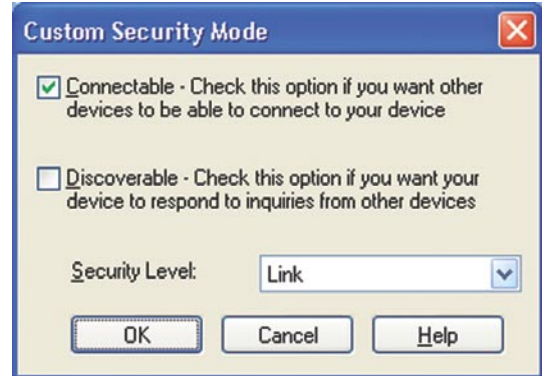 Custom Security Mode
Connectable - Check this option if you want other
devices to be able to connect to your device
Discoverable - Check this option if you want your
device to respond to inquiries from other devices
Security Level: Link
OK Cancel Help